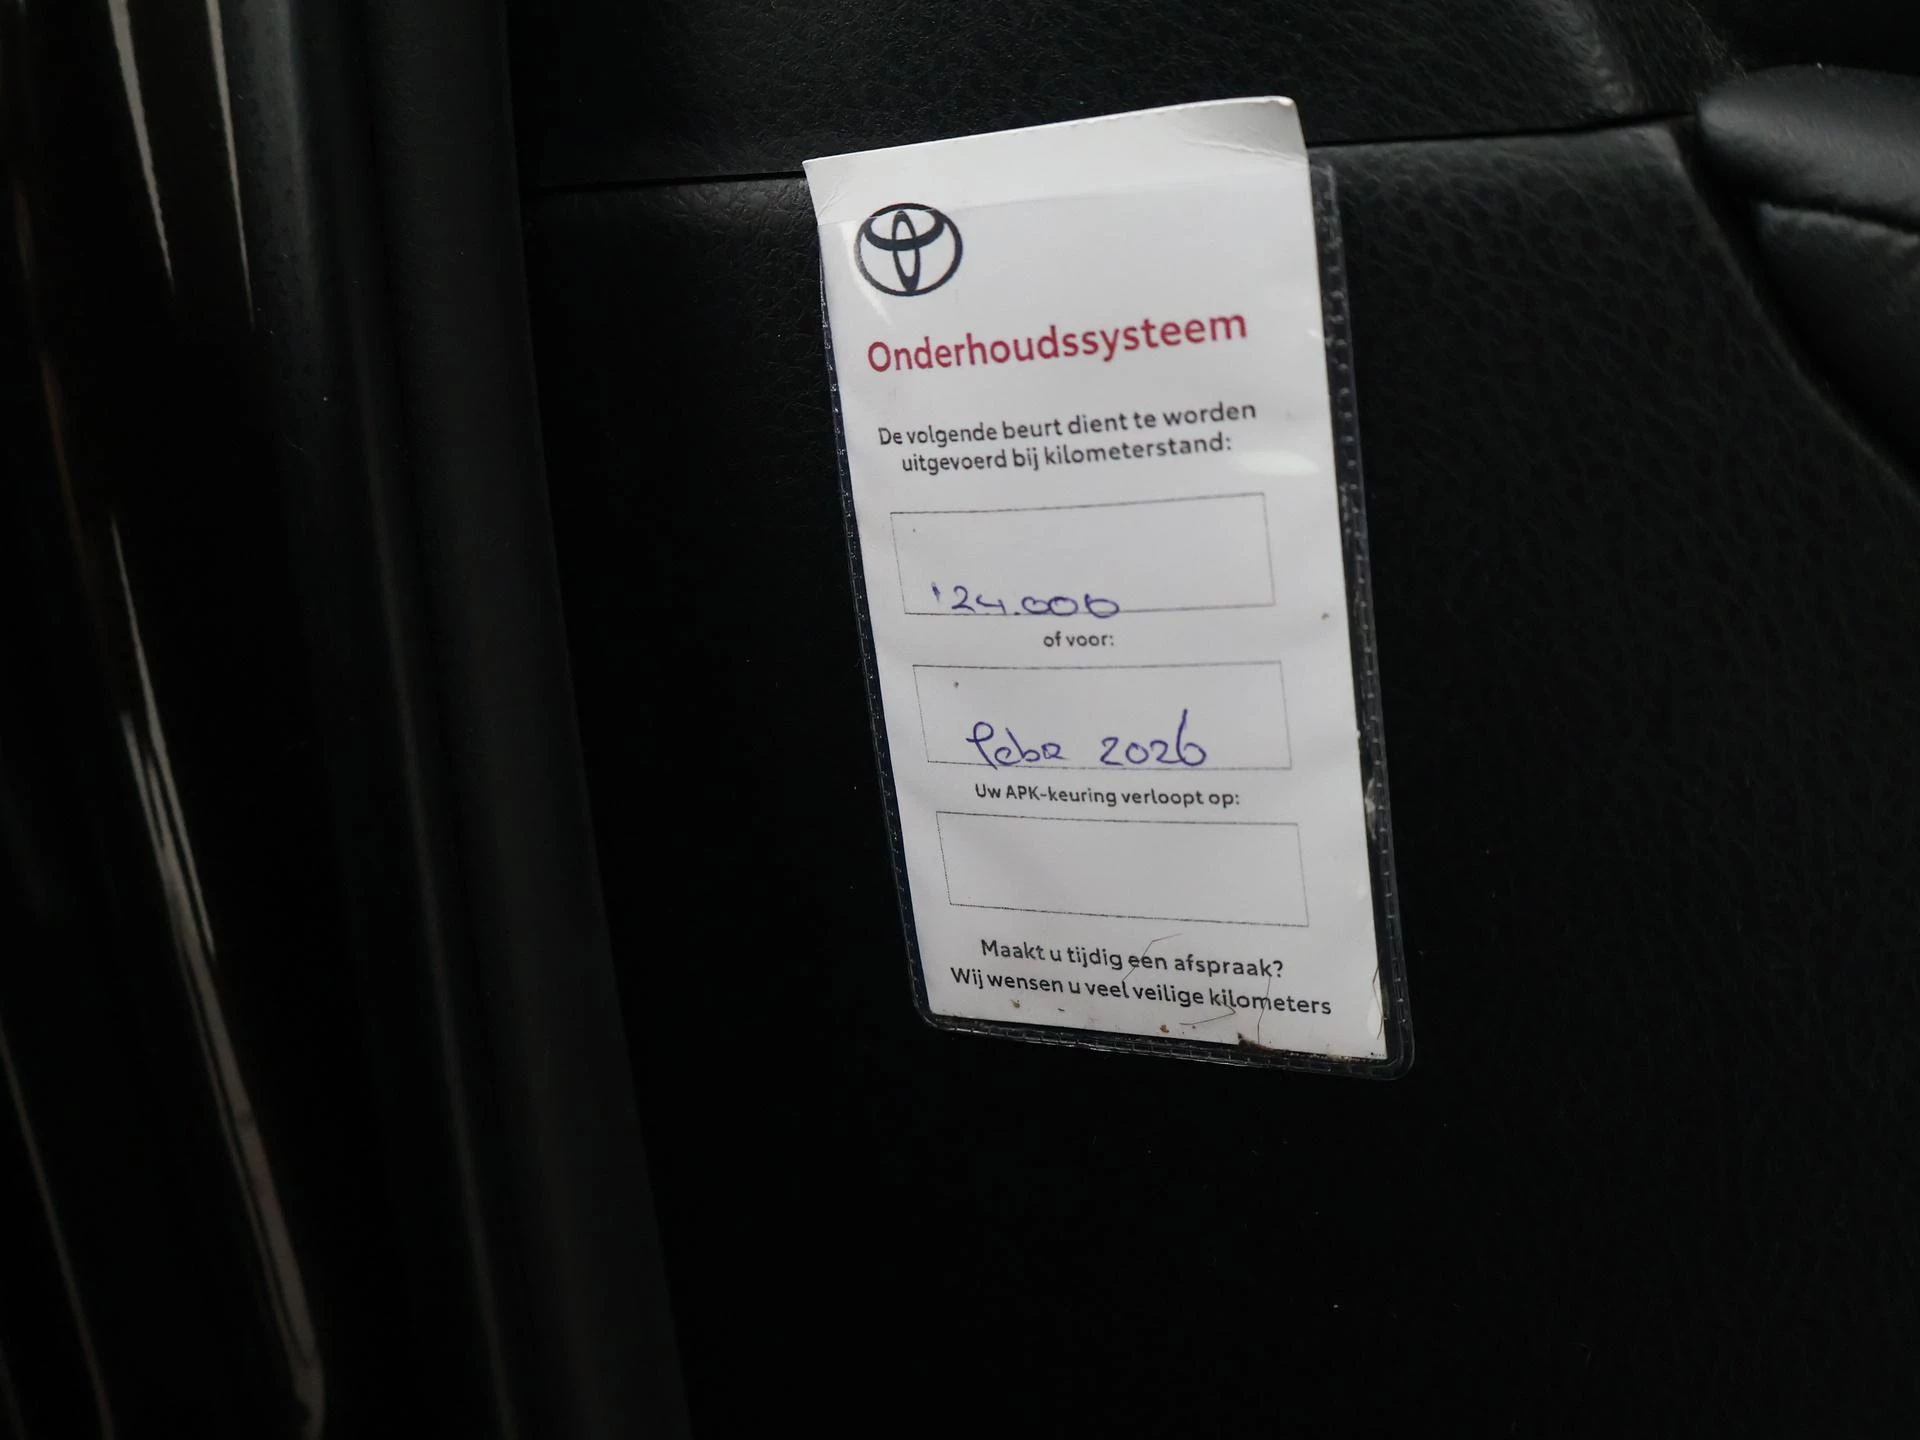 Onderhoudssysteem
De volgende beurt dient te worden
uitgevoerd bij kilometerstand:
124.000
of voor:
febr 2026
Uw APK-keuring verloopt op:
Maakt u tijdig een afspraak?
Wij wensen u veel veilige kilometers